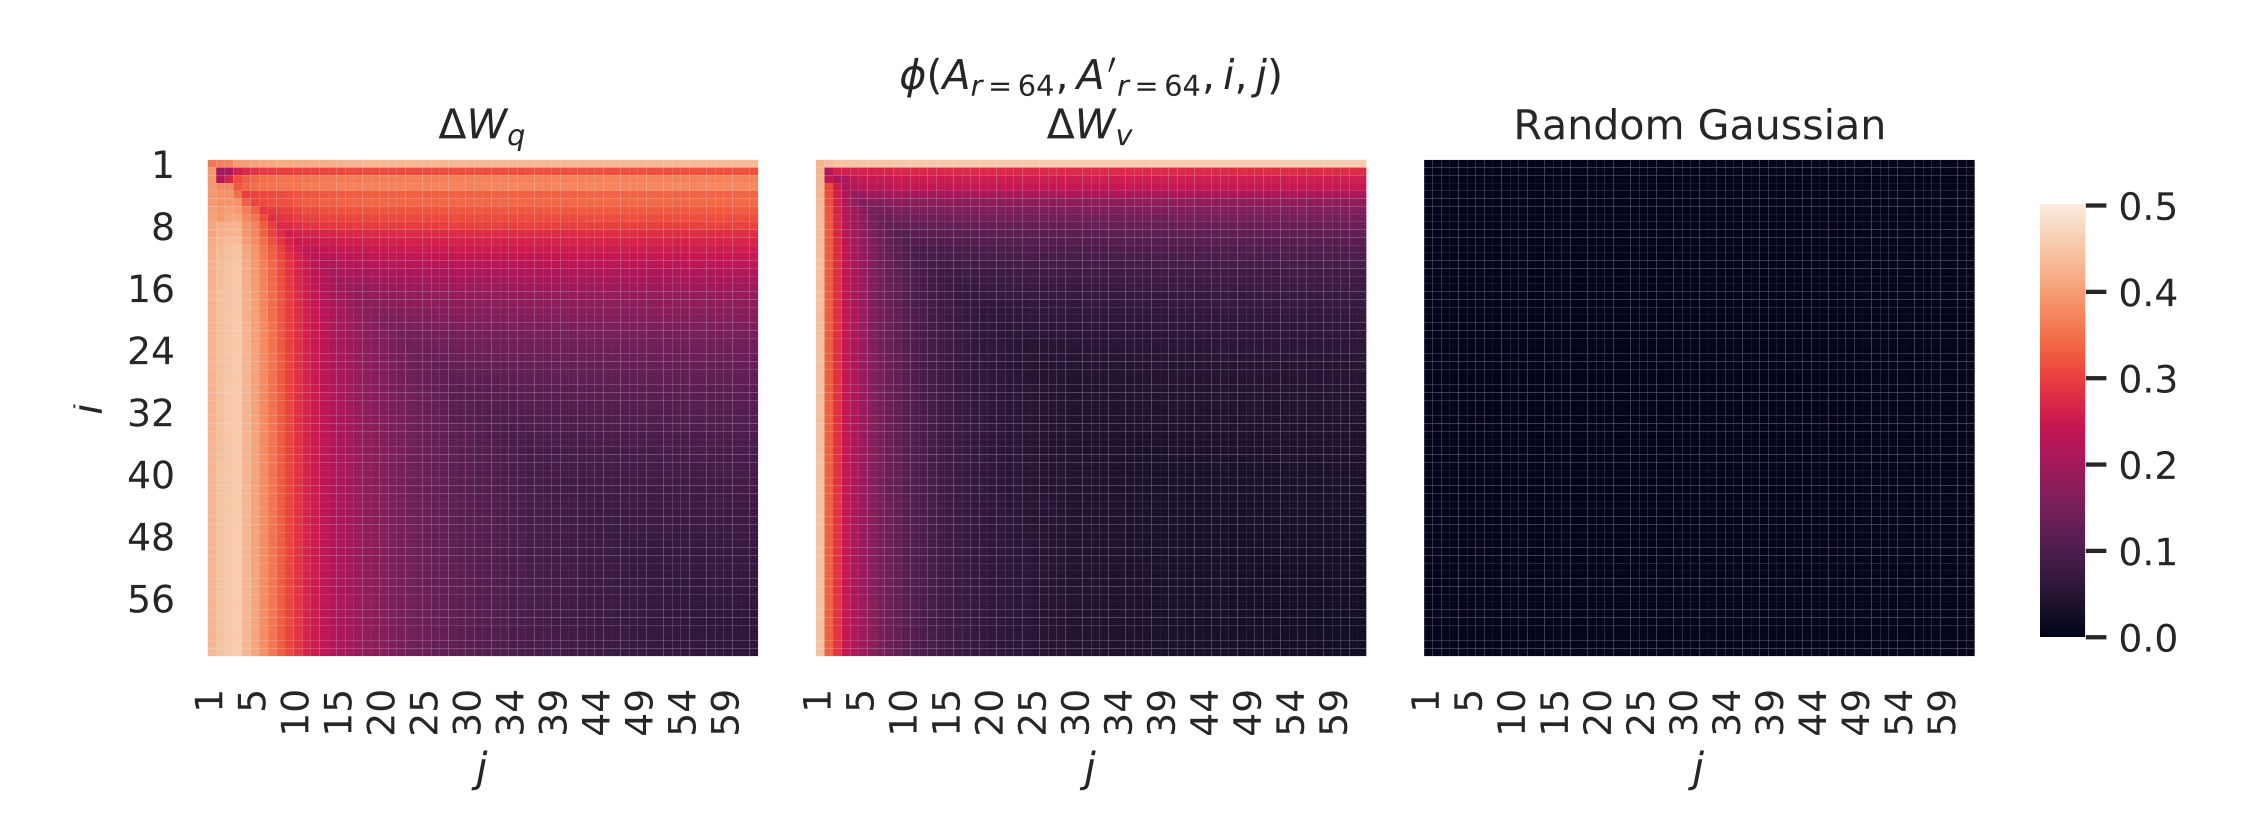 ϕ(A_{r=64}, A'_{r=64}, i, j)
ΔW_q
ΔW_v
Random Gaussian
i
1
8
16
24
32
40
48
56
1 5 10 15 20 25 30 34 39 44 49 54 59
j
1 5 10 15 20 25 30 34 39 44 49 54 59
j
1 5 10 15 20 25 30 34 39 44 49 54 59
j
0.5
0.4
0.3
0.2
0.1
0.0